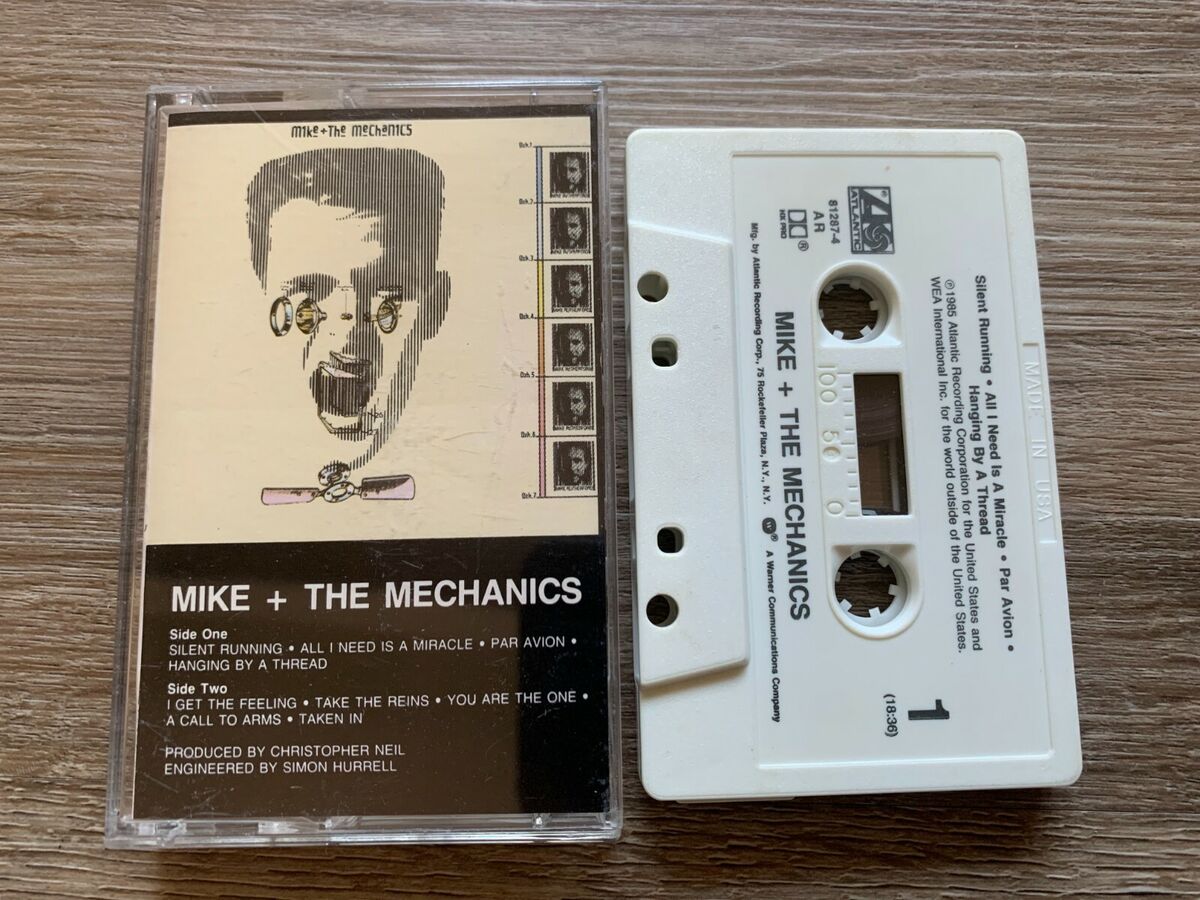 Mike + The Mechanics
MIKE + THE MECHANICS
Side One
SILENT RUNNING • ALL I NEED IS A MIRACLE • PAR AVION •
HANGING BY A THREAD
Side Two
I GET THE FEELING • TAKE THE REINS • YOU ARE THE ONE •
A CALL TO ARMS • TAKEN IN
PRODUCED BY CHRISTOPHER NEIL
ENGINEERED BY SIMON HURRELL
MADE IN USA
ATLANTIC ®
81287-4
AR
®
HX PRO
Silent Running • All I Need Is A Miracle • Par Avion •
Hanging By A Thread
℗1985 Atlantic Recording Corporation for the United States and
WEA International Inc. for the world outside of the United States.
1
(18:36)
100 50 0
MIKE + THE MECHANICS
Mfg. by Atlantic Recording Corp., 75 Rockefeller Plaza, N.Y., N.Y. ® A Warner Communications Company